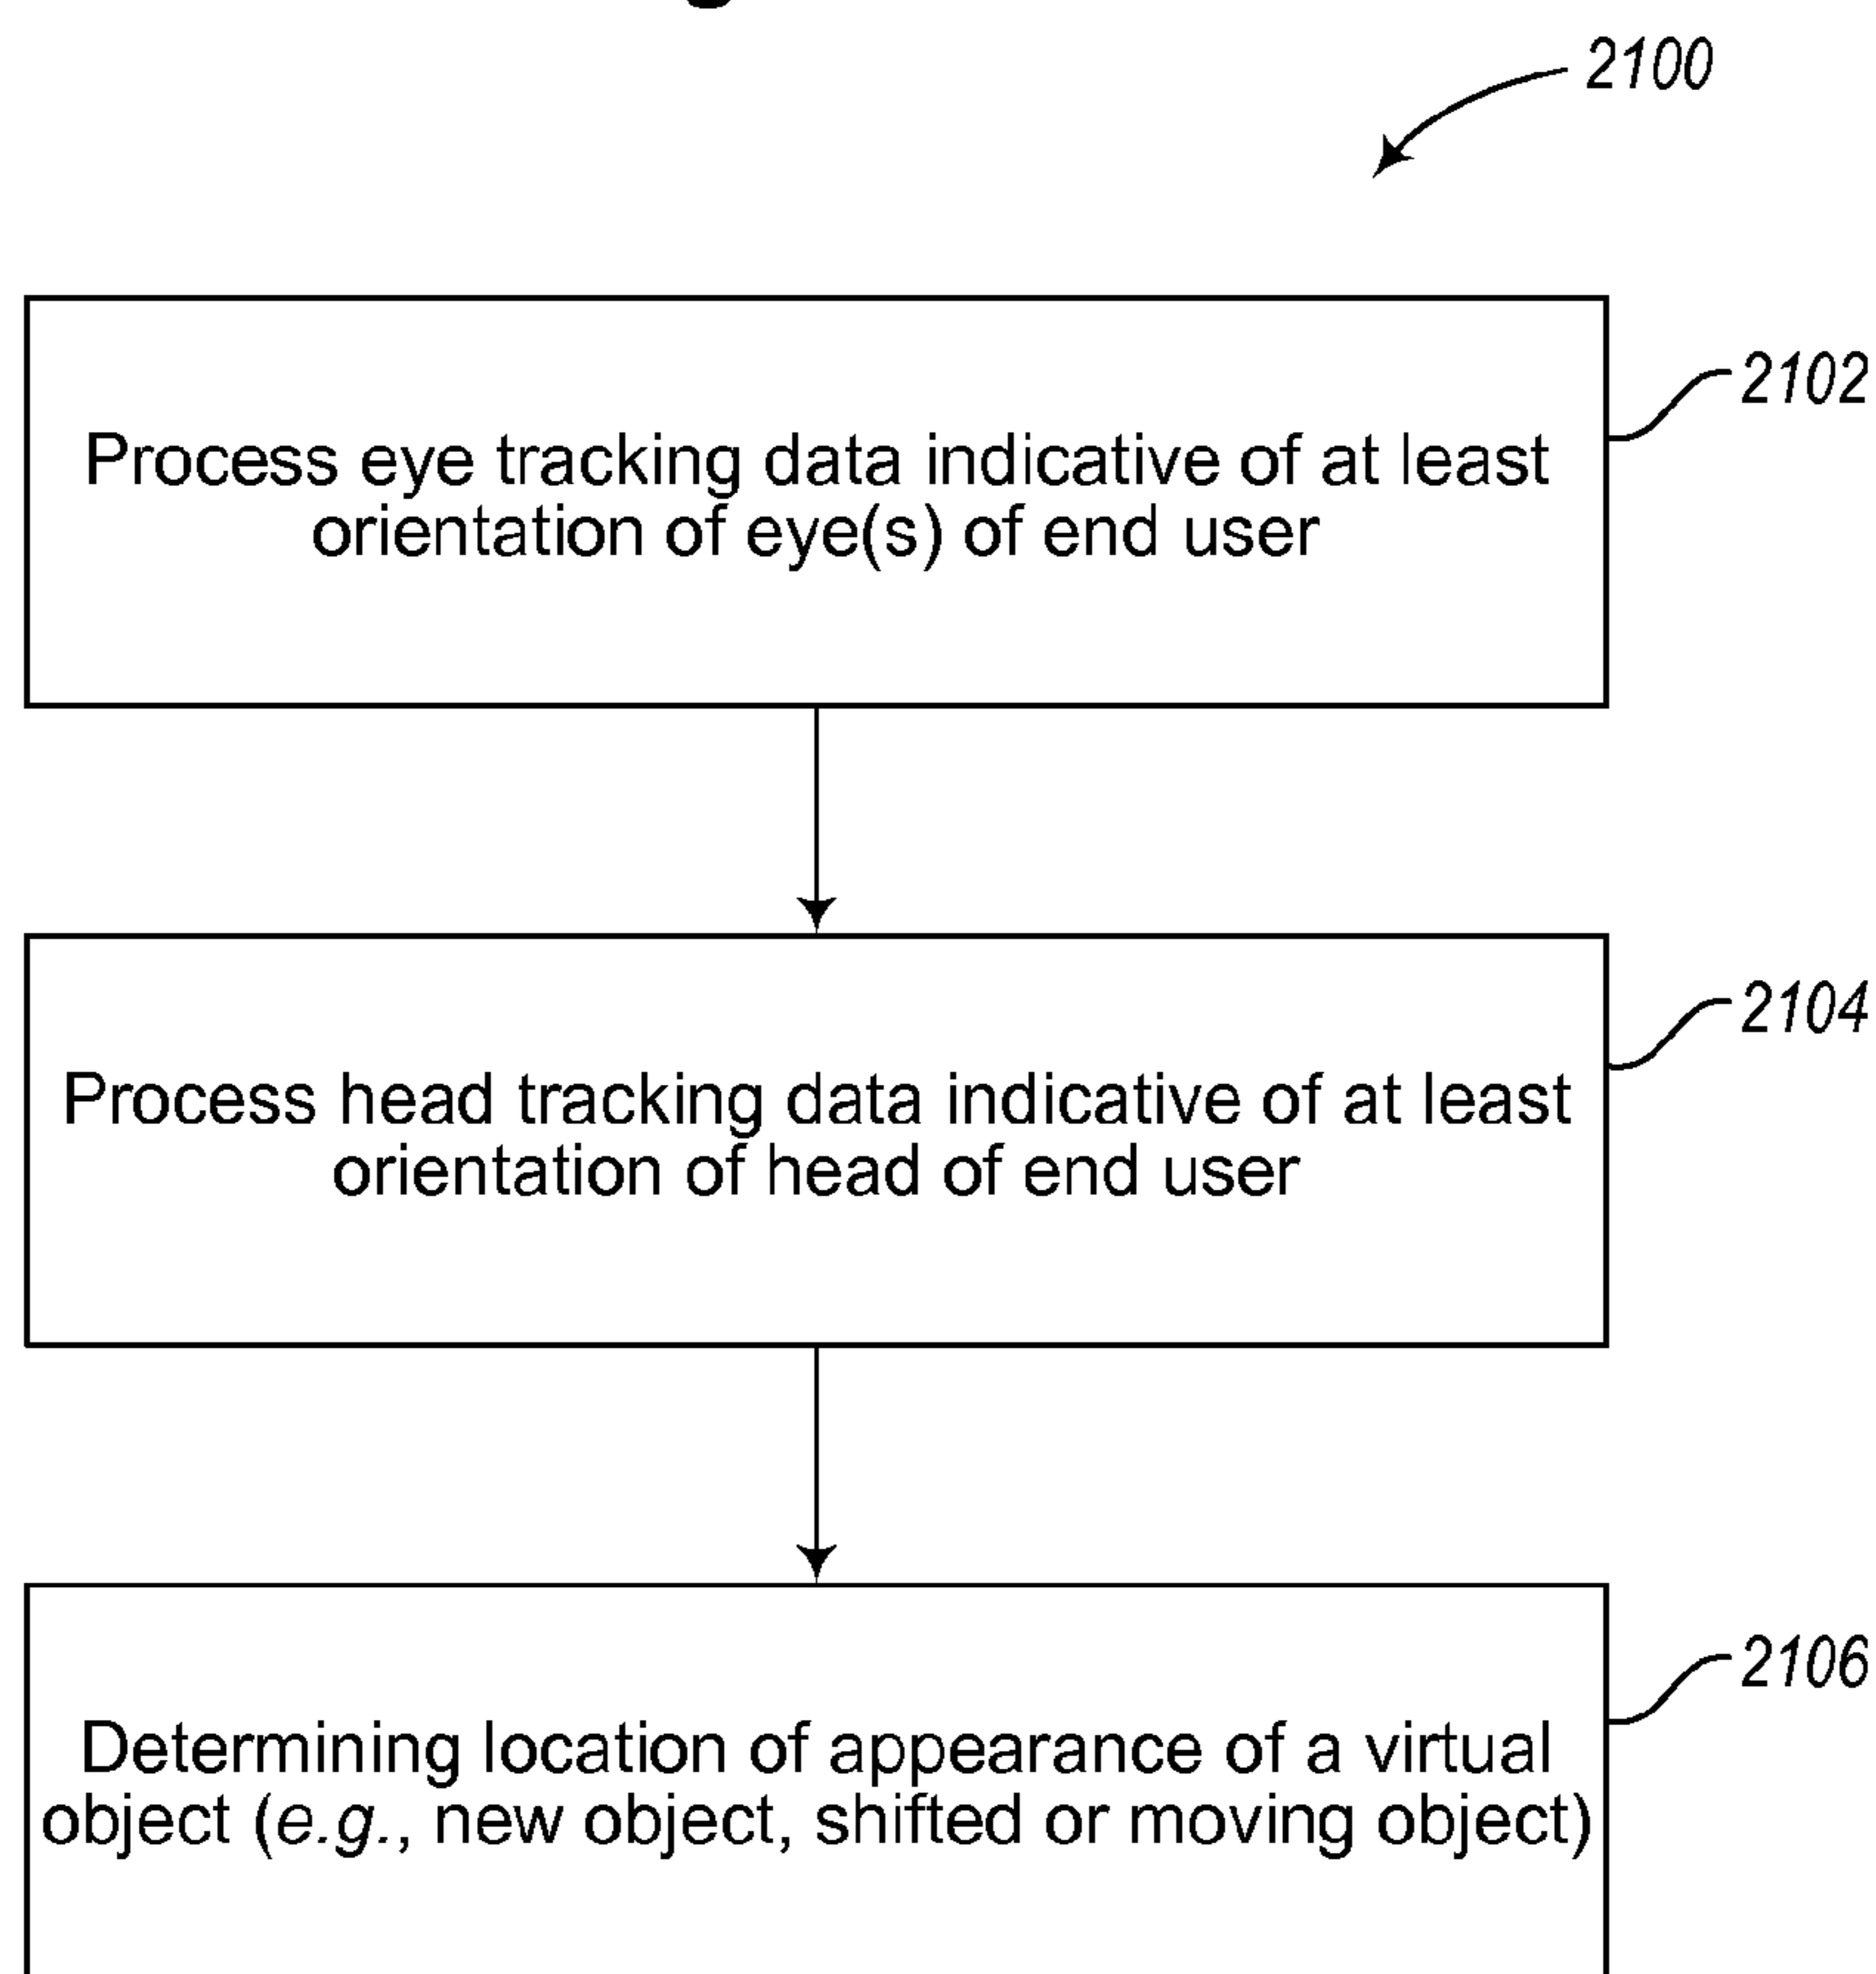 2100
2102
Process eye tracking data indicative of at least
orientation of eye(s) of end user
2104
Process head tracking data indicative of at least
orientation of head of end user
2106
Determining location of appearance of a virtual
object (e.g., new object, shifted or moving object)